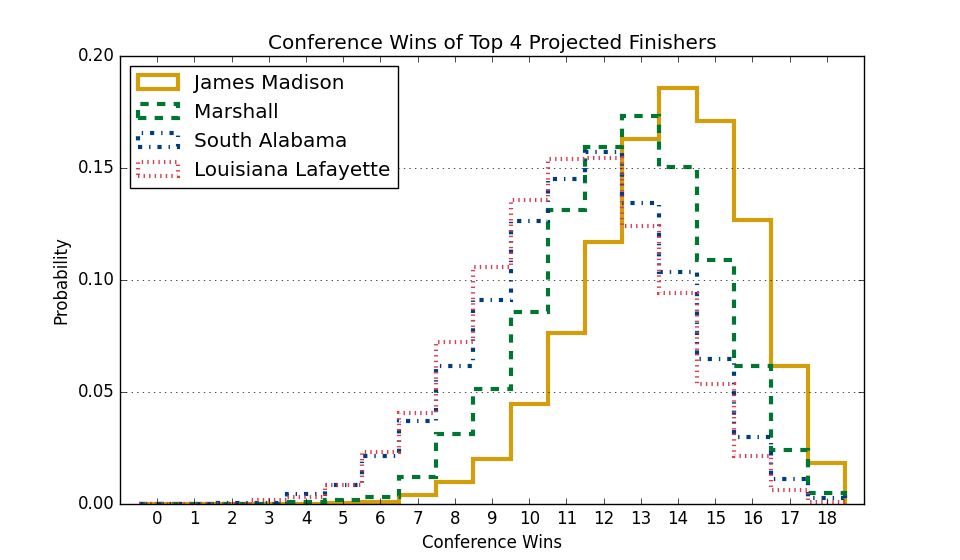 Conference Wins of Top 4 Projected Finishers
0.20
0.15
0.10
0.05
0.00
Probability
James Madison
Marshall
South Alabama
Louisiana Lafayette
0 1 2 3 4 5 6 7 8 9 10 11 12 13 14 15 16 17 18
Conference Wins